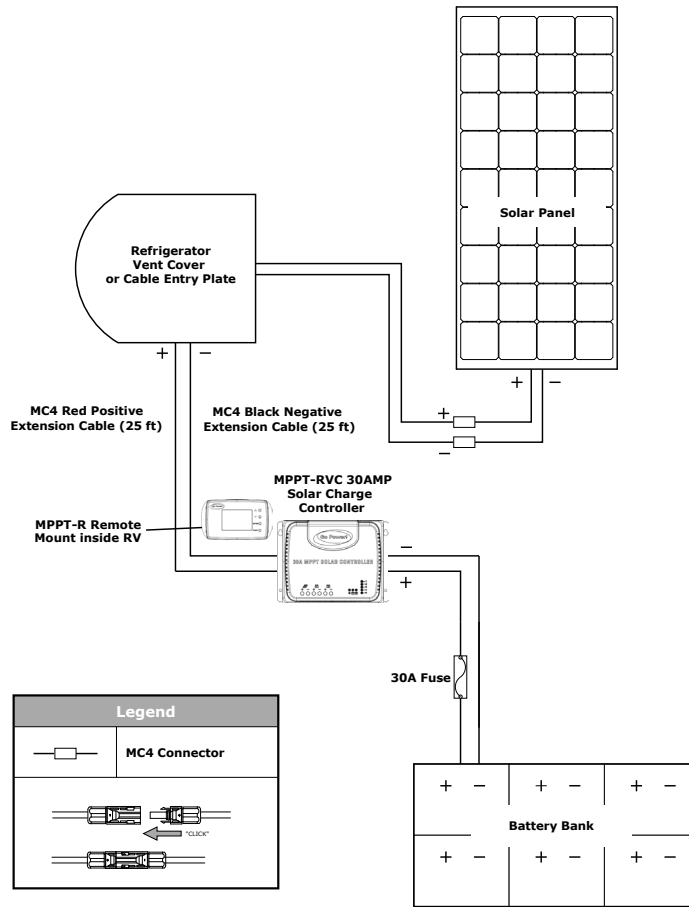 Solar Panel
Refrigerator
Vent Cover
or Cable Entry Plate
+ −
+ −
+
−
MC4 Red Positive
Extension Cable (25 ft)
MC4 Black Negative
Extension Cable (25 ft)
MPPT-RVC 30AMP
Solar Charge
Controller
MPPT-R Remote
Mount inside RV
Go Power!
30A MPPT SOLAR CONTROLLER
−
+
30A Fuse
Legend
MC4 Connector
"CLICK"
+ − + − + −
Battery Bank
+ − + − + −